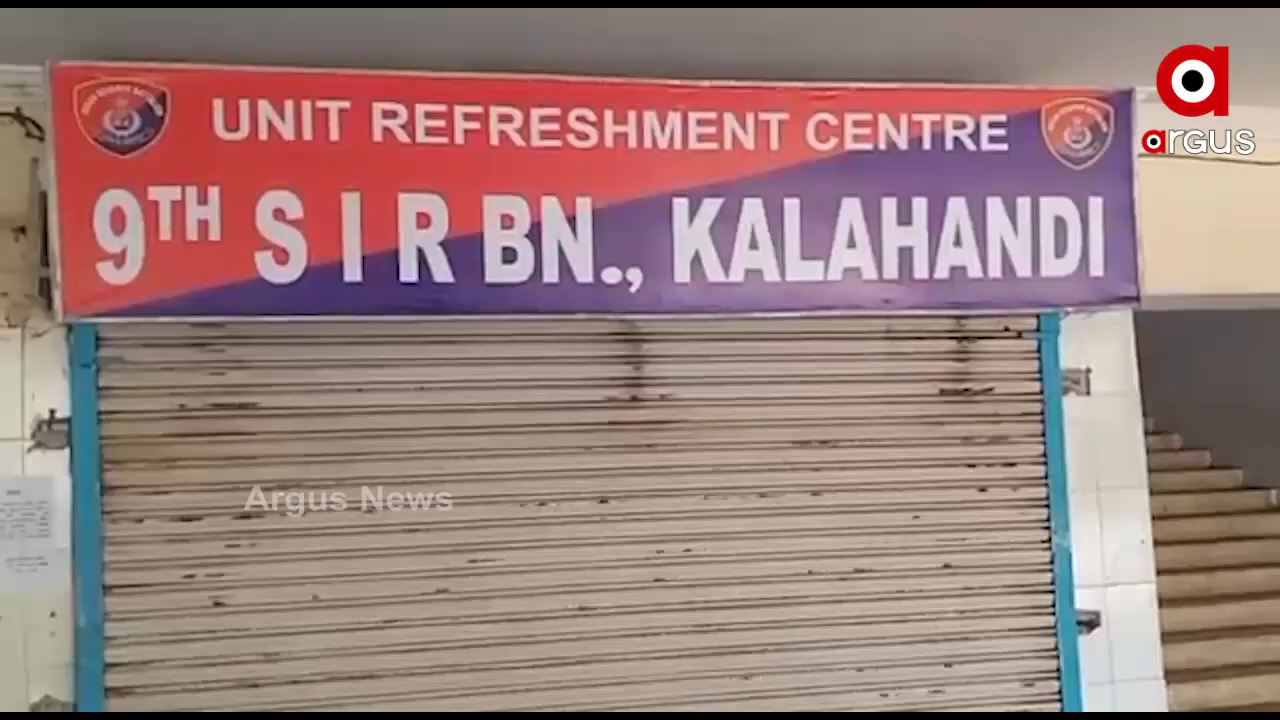 UNIT REFRESHMENT CENTRE
9TH S I R BN., KALAHANDI
argus
Argus News